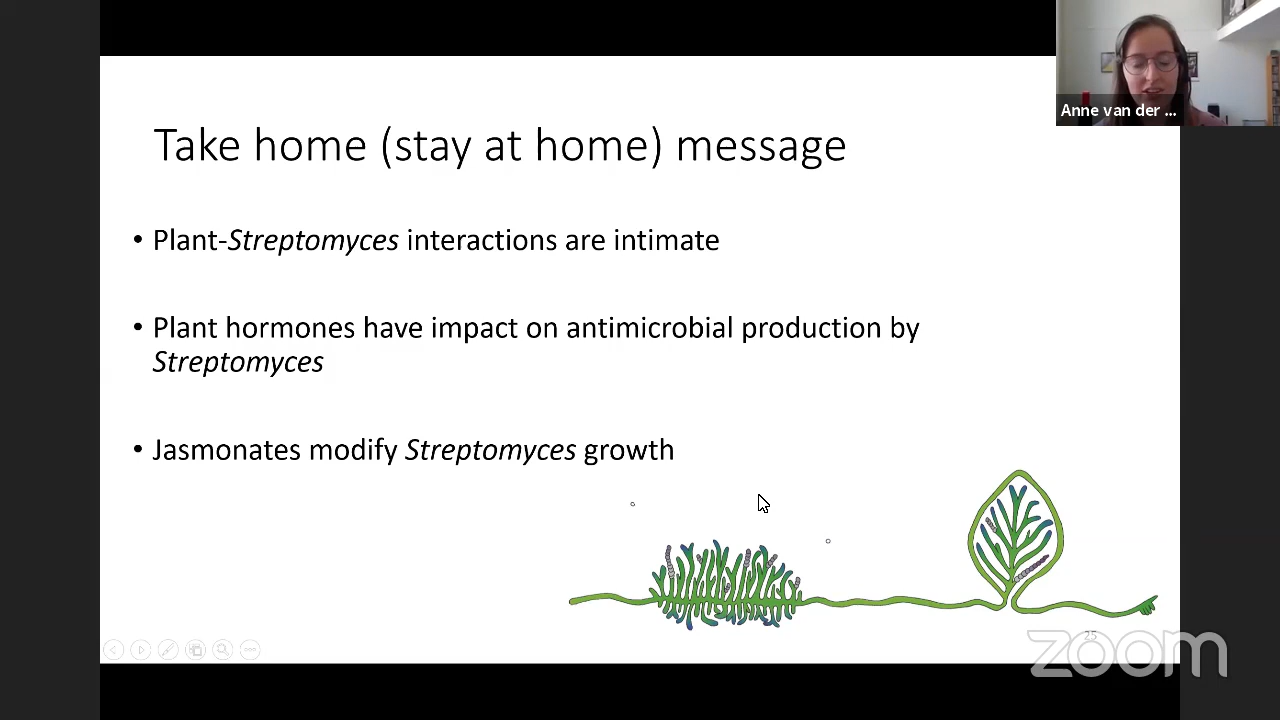 Anne van der ...
Take home (stay at home) message
• Plant-Streptomyces interactions are intimate
• Plant hormones have impact on antimicrobial production by
Streptomyces
• Jasmonates modify Streptomyces growth
25
zoom